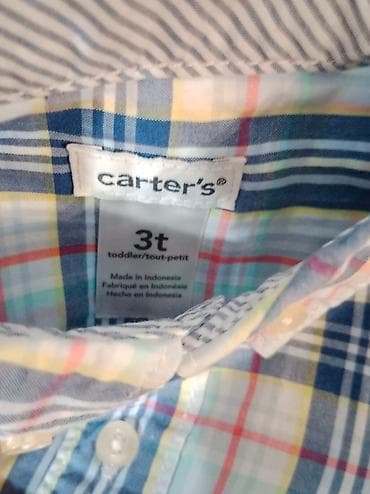 carter's®
3t
toddler/tout-petit
Made in Indonesia
Fabriqué en Indonésie
Hecho en Indonesia